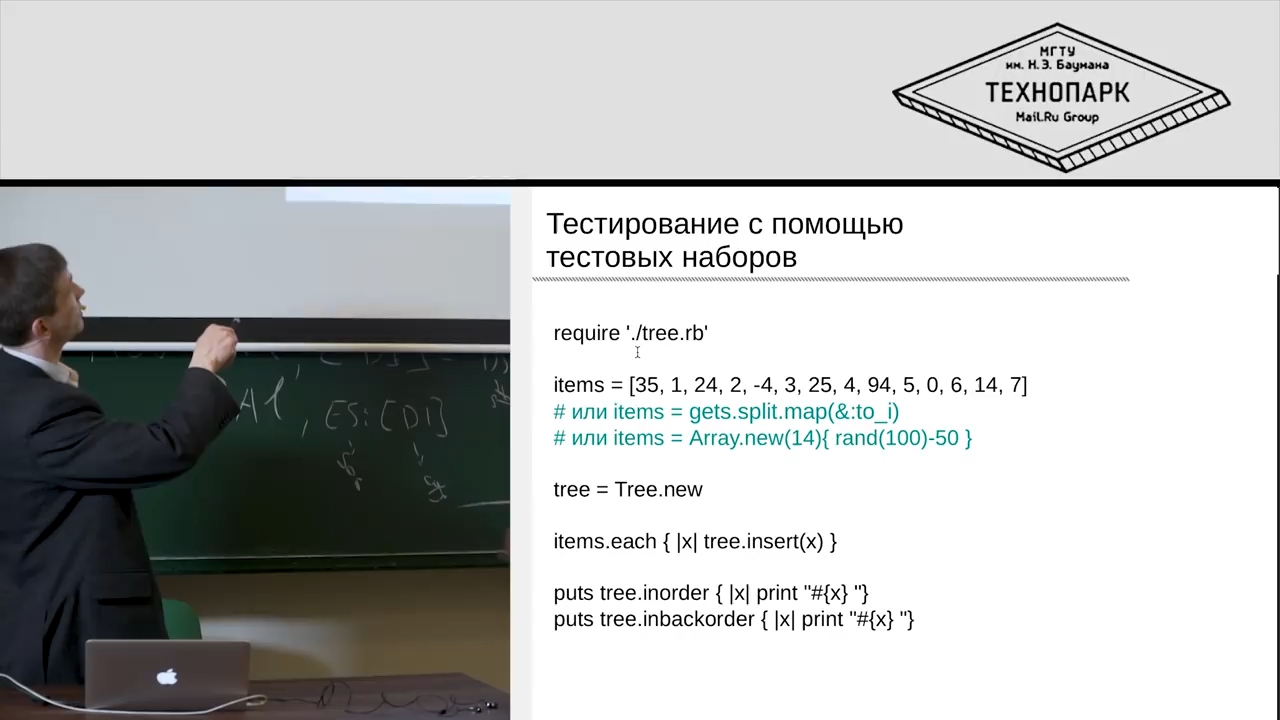 МГТУ
им. Н.Э. Баумана
ТЕХНОПАРК
Mail.Ru Group
Тестирование с помощью
тестовых наборов
require './tree.rb'
items = [35, 1, 24, 2, -4, 3, 25, 4, 94, 5, 0, 6, 14, 7]
# или items = gets.split.map(&:to_i)
# или items = Array.new(14){ rand(100)-50 }
tree = Tree.new
items.each { |x| tree.insert(x) }
puts tree.inorder { |x| print "#{x} "}
puts tree.inbackorder { |x| print "#{x} "}